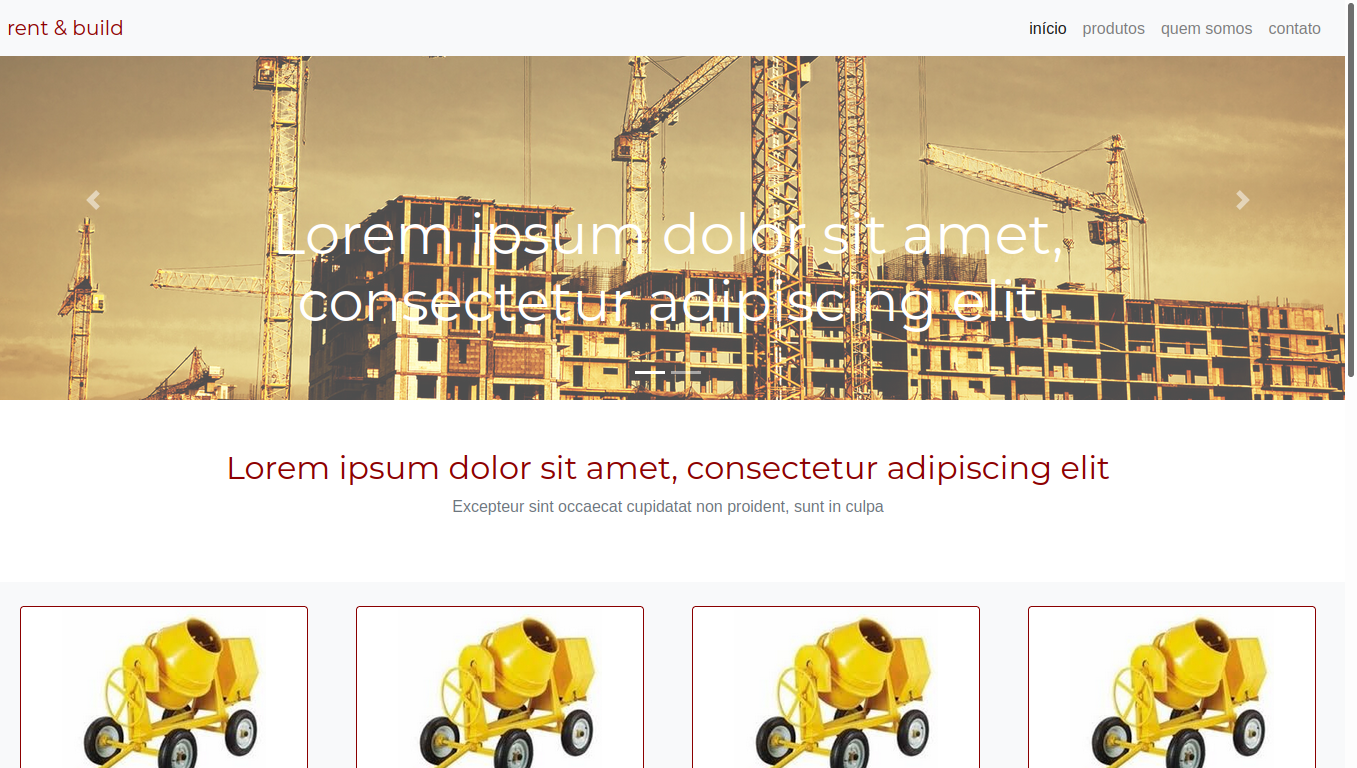 rent & build
início produtos quem somos contato
Lorem ipsum dolor sit amet,
consectetur adipiscing elit
Lorem ipsum dolor sit amet, consectetur adipiscing elit
Excepteur sint occaecat cupidatat non proident, sunt in culpa